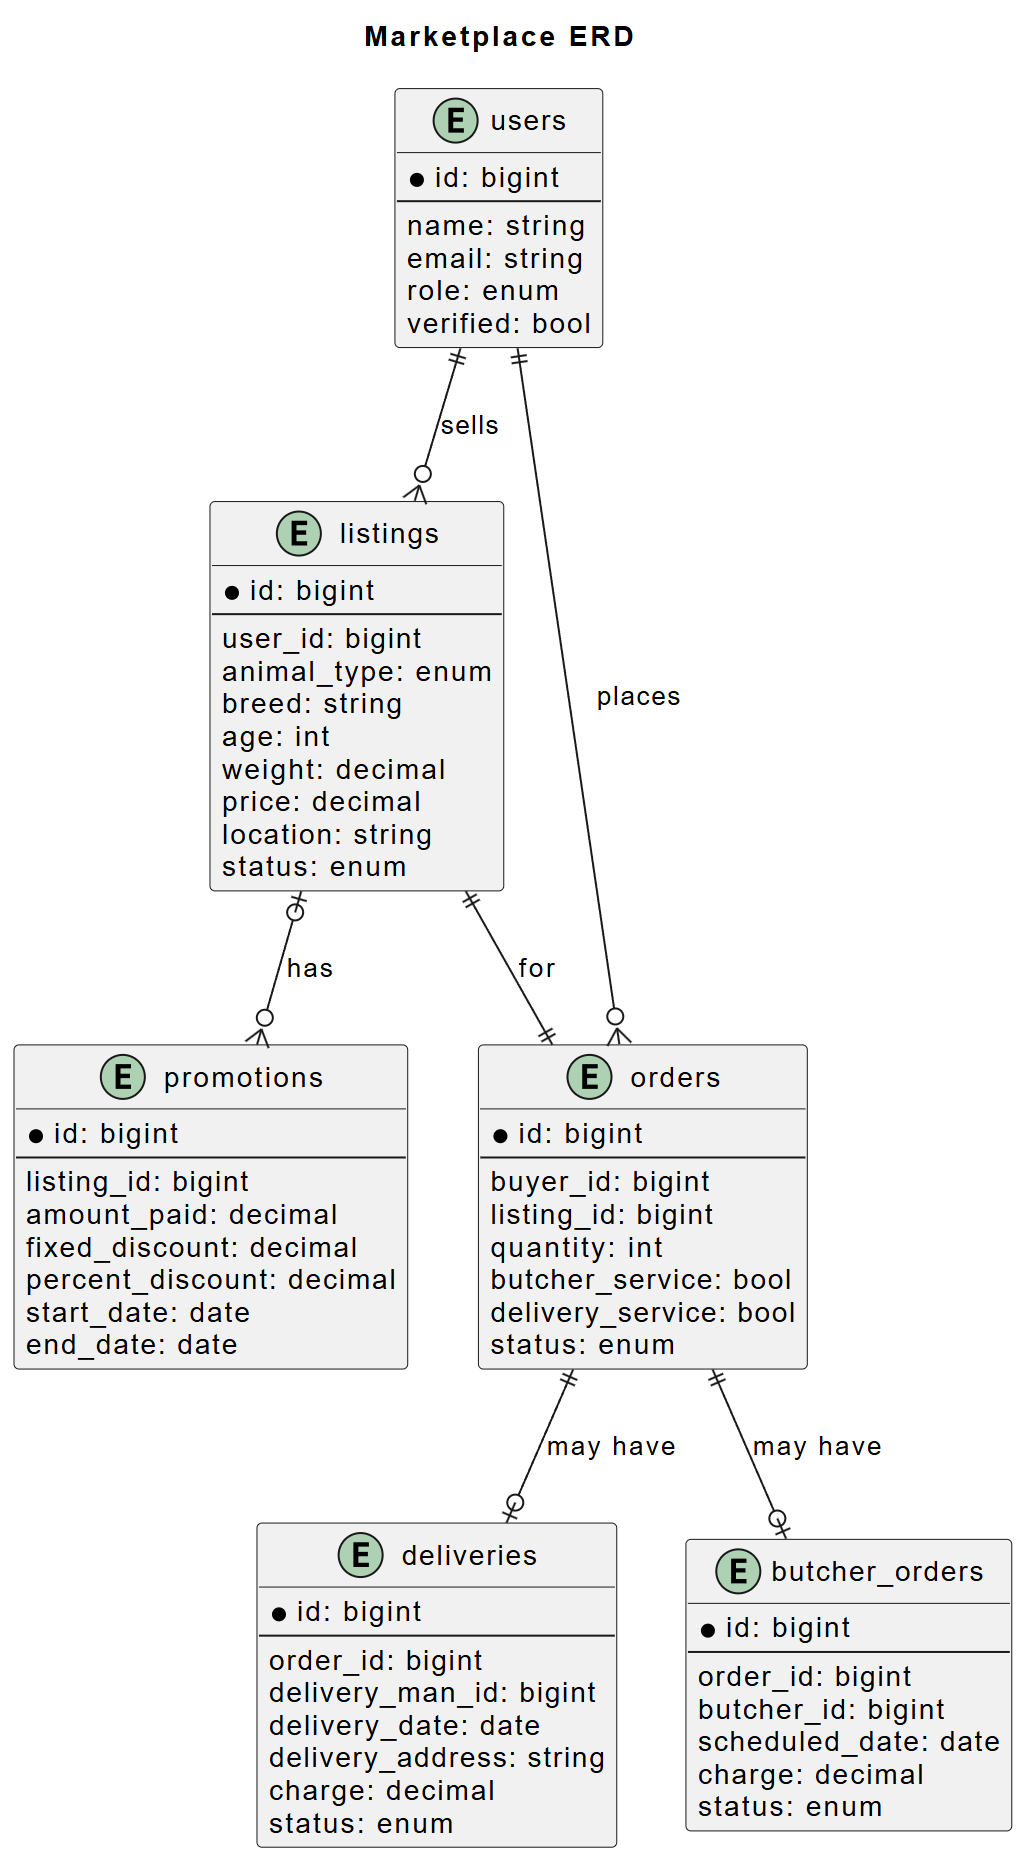 Marketplace ERD
E users
id: bigint
name: string
email: string
role: enum
verified: bool
sells
places
E listings
id: bigint
user_id: bigint
animal_type: enum
breed: string
age: int
weight: decimal
price: decimal
location: string
status: enum
has
for
E promotions
id: bigint
listing_id: bigint
amount_paid: decimal
fixed_discount: decimal
percent_discount: decimal
start_date: date
end_date: date
E orders
id: bigint
buyer_id: bigint
listing_id: bigint
quantity: int
butcher_service: bool
delivery_service: bool
status: enum
may have
may have
E deliveries
id: bigint
order_id: bigint
delivery_man_id: bigint
delivery_date: date
delivery_address: string
charge: decimal
status: enum
E butcher_orders
id: bigint
order_id: bigint
butcher_id: bigint
scheduled_date: date
charge: decimal
status: enum